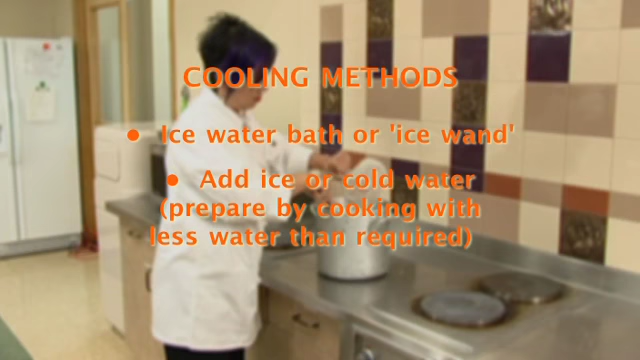 COOLING METHODS
• Ice water bath or 'ice wand'
• Add ice or cold water
(prepare by cooking with
less water than required)